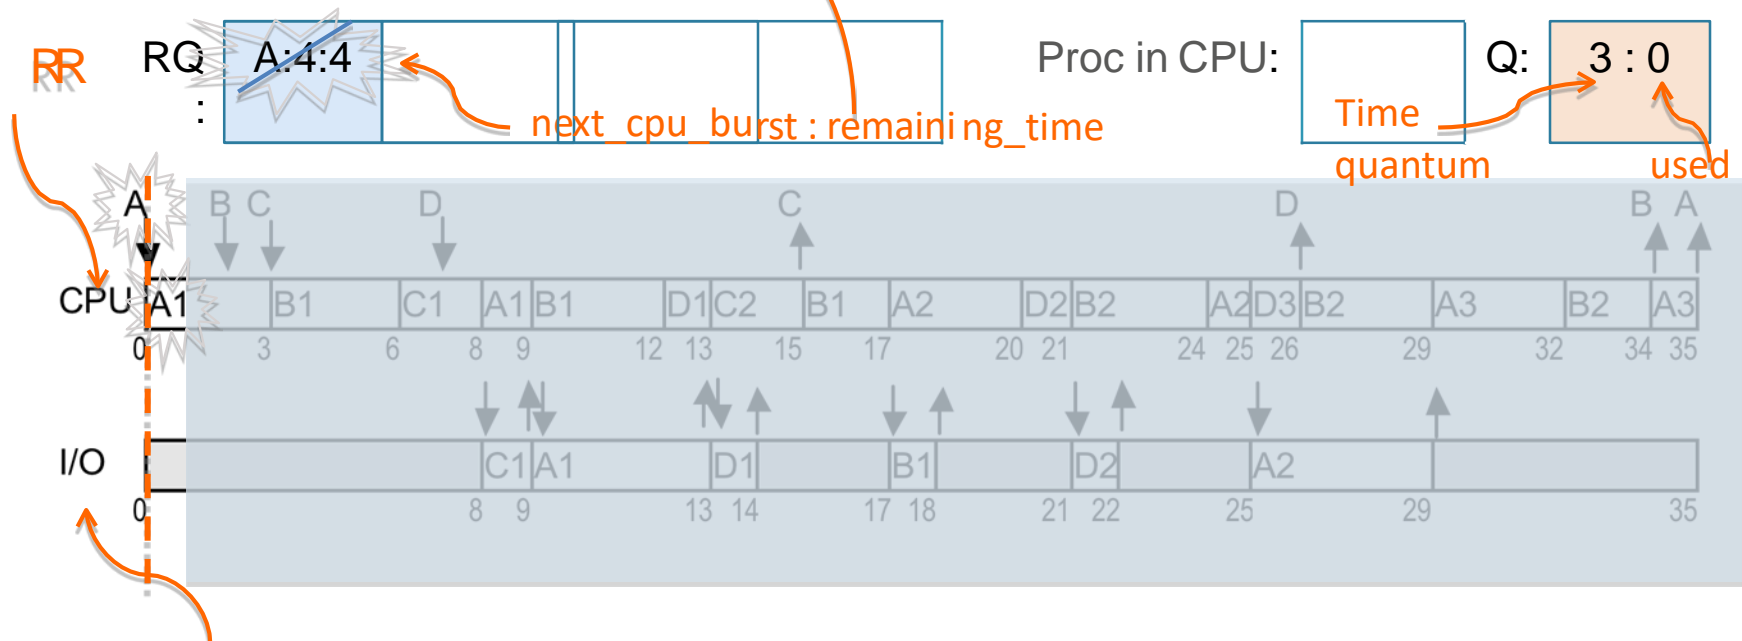 RR RQ : A:4:4 Proc in CPU: Q: 3 : 0
next_cpu_burst : remaining_time Time quantum used
A B C D C D B A
CPU A1 B1 C1 A1 B1 D1 C2 B1 A2 D2 B2 A2 D3 B2 A3 B2 A3
0 3 6 8 9 12 13 15 17 20 21 24 25 26 29 32 34 35
I/O C1 A1 D1 B1 D2 A2
0 8 9 13 14 17 18 21 22 25 29 35